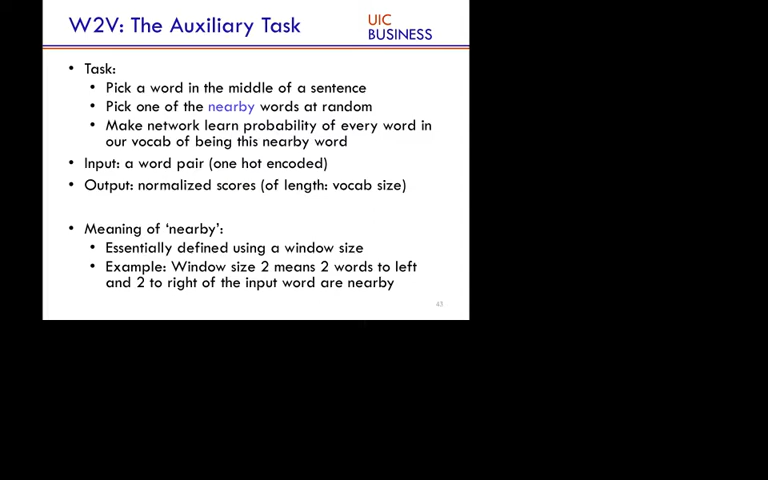 W2V: The Auxiliary Task
UIC
BUSINESS
• Task:
• Pick a word in the middle of a sentence
• Pick one of the nearby words at random
• Make network learn probability of every word in
our vocab of being this nearby word
• Input: a word pair (one hot encoded)
• Output: normalized scores (of length: vocab size)
• Meaning of ‘nearby’:
• Essentially defined using a window size
• Example: Window size 2 means 2 words to left
and 2 to right of the input word are nearby
43